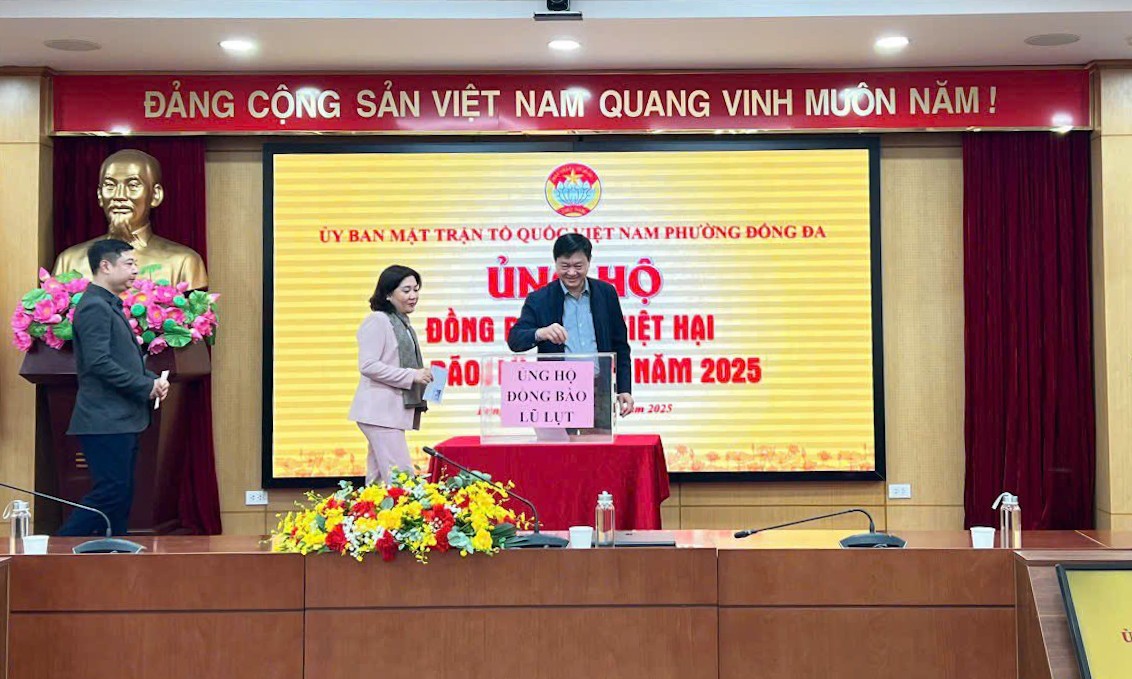 ĐẢNG CỘNG SẢN VIỆT NAM QUANG VINH MUÔN NĂM !
ỦY BAN MẶT TRẬN TỔ QUỐC VIỆT NAM PHƯỜNG ĐỐNG ĐA
ỦNG HỘ
ĐỒNG HẠI
NĂM 2025
2025
ỦNG HỘ
ĐỒNG BÀO
LŨ LỤT